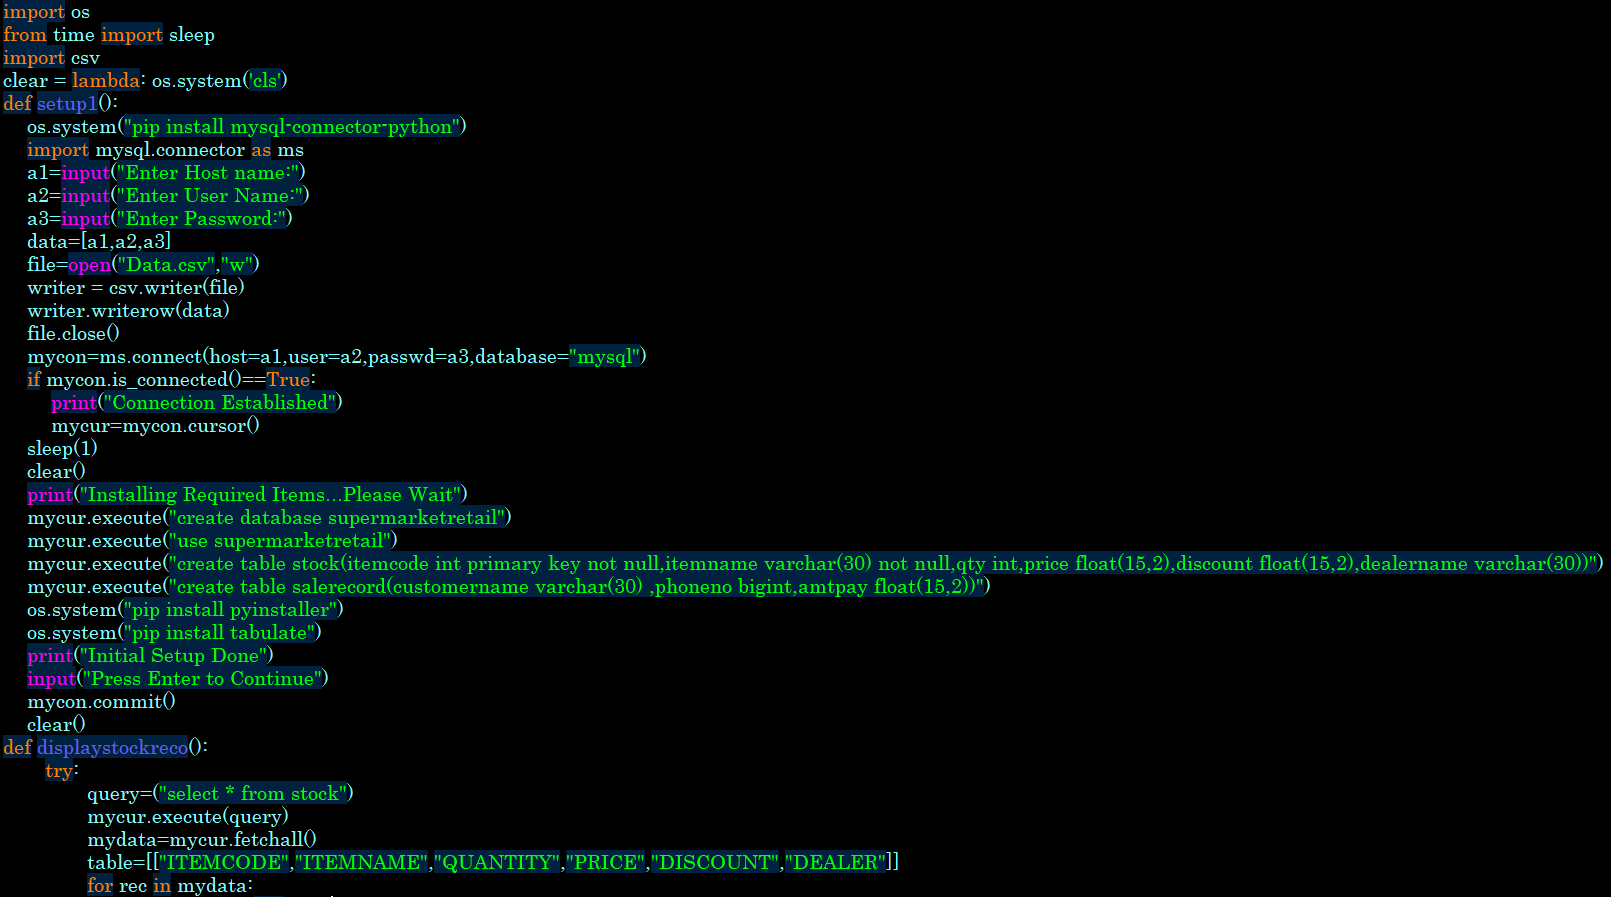 import os
from time import sleep
import csv
clear = lambda: os.system('cls')
def setup1():
    os.system("pip install mysql-connector-python")
    import mysql.connector as ms
    a1=input("Enter Host name:")
    a2=input("Enter User Name:")
    a3=input("Enter Password:")
    data=[a1,a2,a3]
    file=open("Data.csv","w")
    writer = csv.writer(file)
    writer.writerow(data)
    file.close()
    mycon=ms.connect(host=a1,user=a2,passwd=a3,database="mysql")
    if mycon.is_connected()==True:
        print("Connection Established")
        mycur=mycon.cursor()
    sleep(1)
    clear()
    print("Installing Required Items...Please Wait")
    mycur.execute("create database supermarketretail")
    mycur.execute("use supermarketretail")
    mycur.execute("create table stock(itemcode int primary key not null,itemname varchar(30) not null,qty int,price float(15,2),discount float(15,2),dealername varchar(30))")
    mycur.execute("create table salerecord(customername varchar(30) ,phoneno bigint,amtpay float(15,2))")
    os.system("pip install pyinstaller")
    os.system("pip install tabulate")
    print("Initial Setup Done")
    input("Press Enter to Continue")
    mycon.commit()
    clear()
def displaystockreco():
       try:
              query=("select * from stock")
              mycur.execute(query)
              mydata=mycur.fetchall()
              table=[["ITEMCODE","ITEMNAME","QUANTITY","PRICE","DISCOUNT","DEALER"]]
              for rec in mydata: